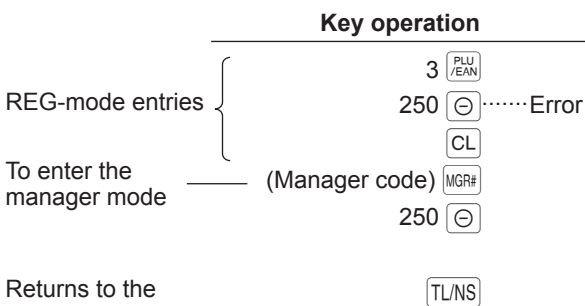 Key operation
3 PLU/EAN
REG-mode entries 250 ⊖ ······· Error
CL
To enter the manager mode (Manager code) MGR#
250 ⊖
Returns to the TL/NS